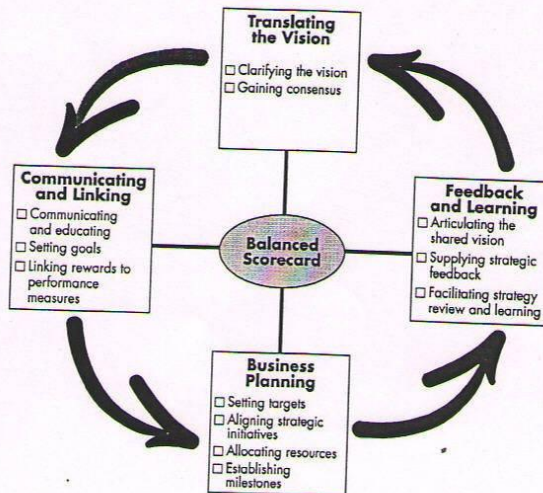 Translating
the Vision
☐ Clarifying the vision
☐ Gaining consensus
Communicating
and Linking
☐ Communicating
and educating
☐ Setting goals
☐ Linking rewards to
performance
measures
Balanced
Scorecard
Feedback
and Learning
☐ Articulating the
shared vision
☐ Supplying strategic
feedback
☐ Facilitating strategy
review and learning
Business
Planning
☐ Setting targets
☐ Aligning strategic
initiatives
☐ Allocating resources
☐ Establishing
milestones